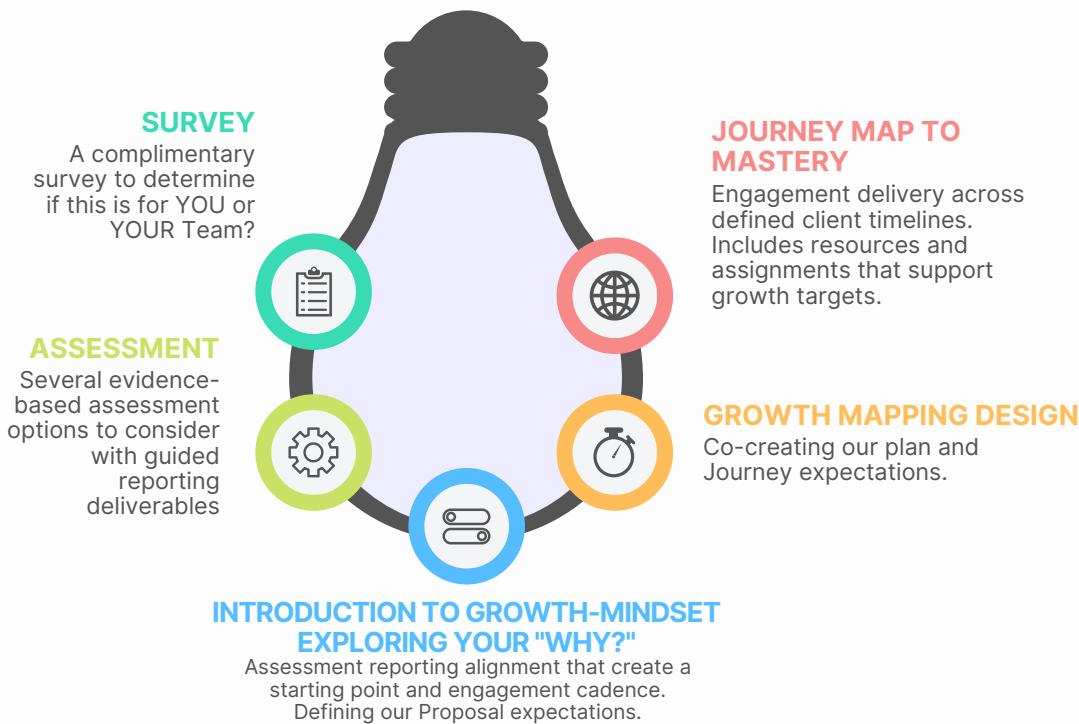 SURVEY
A complimentary
survey to determine
if this is for YOU or
YOUR Team?
ASSESSMENT
Several evidence-
based assessment
options to consider
with guided
reporting
deliverables
INTRODUCTION TO GROWTH-MINDSET
EXPLORING YOUR "WHY?"
Assessment reporting alignment that create a
starting point and engagement cadence.
Defining our Proposal expectations.
GROWTH MAPPING DESIGN
Co-creating our plan and
Journey expectations.
JOURNEY MAP TO
MASTERY
Engagement delivery across
defined client timelines.
Includes resources and
assignments that support
growth targets.